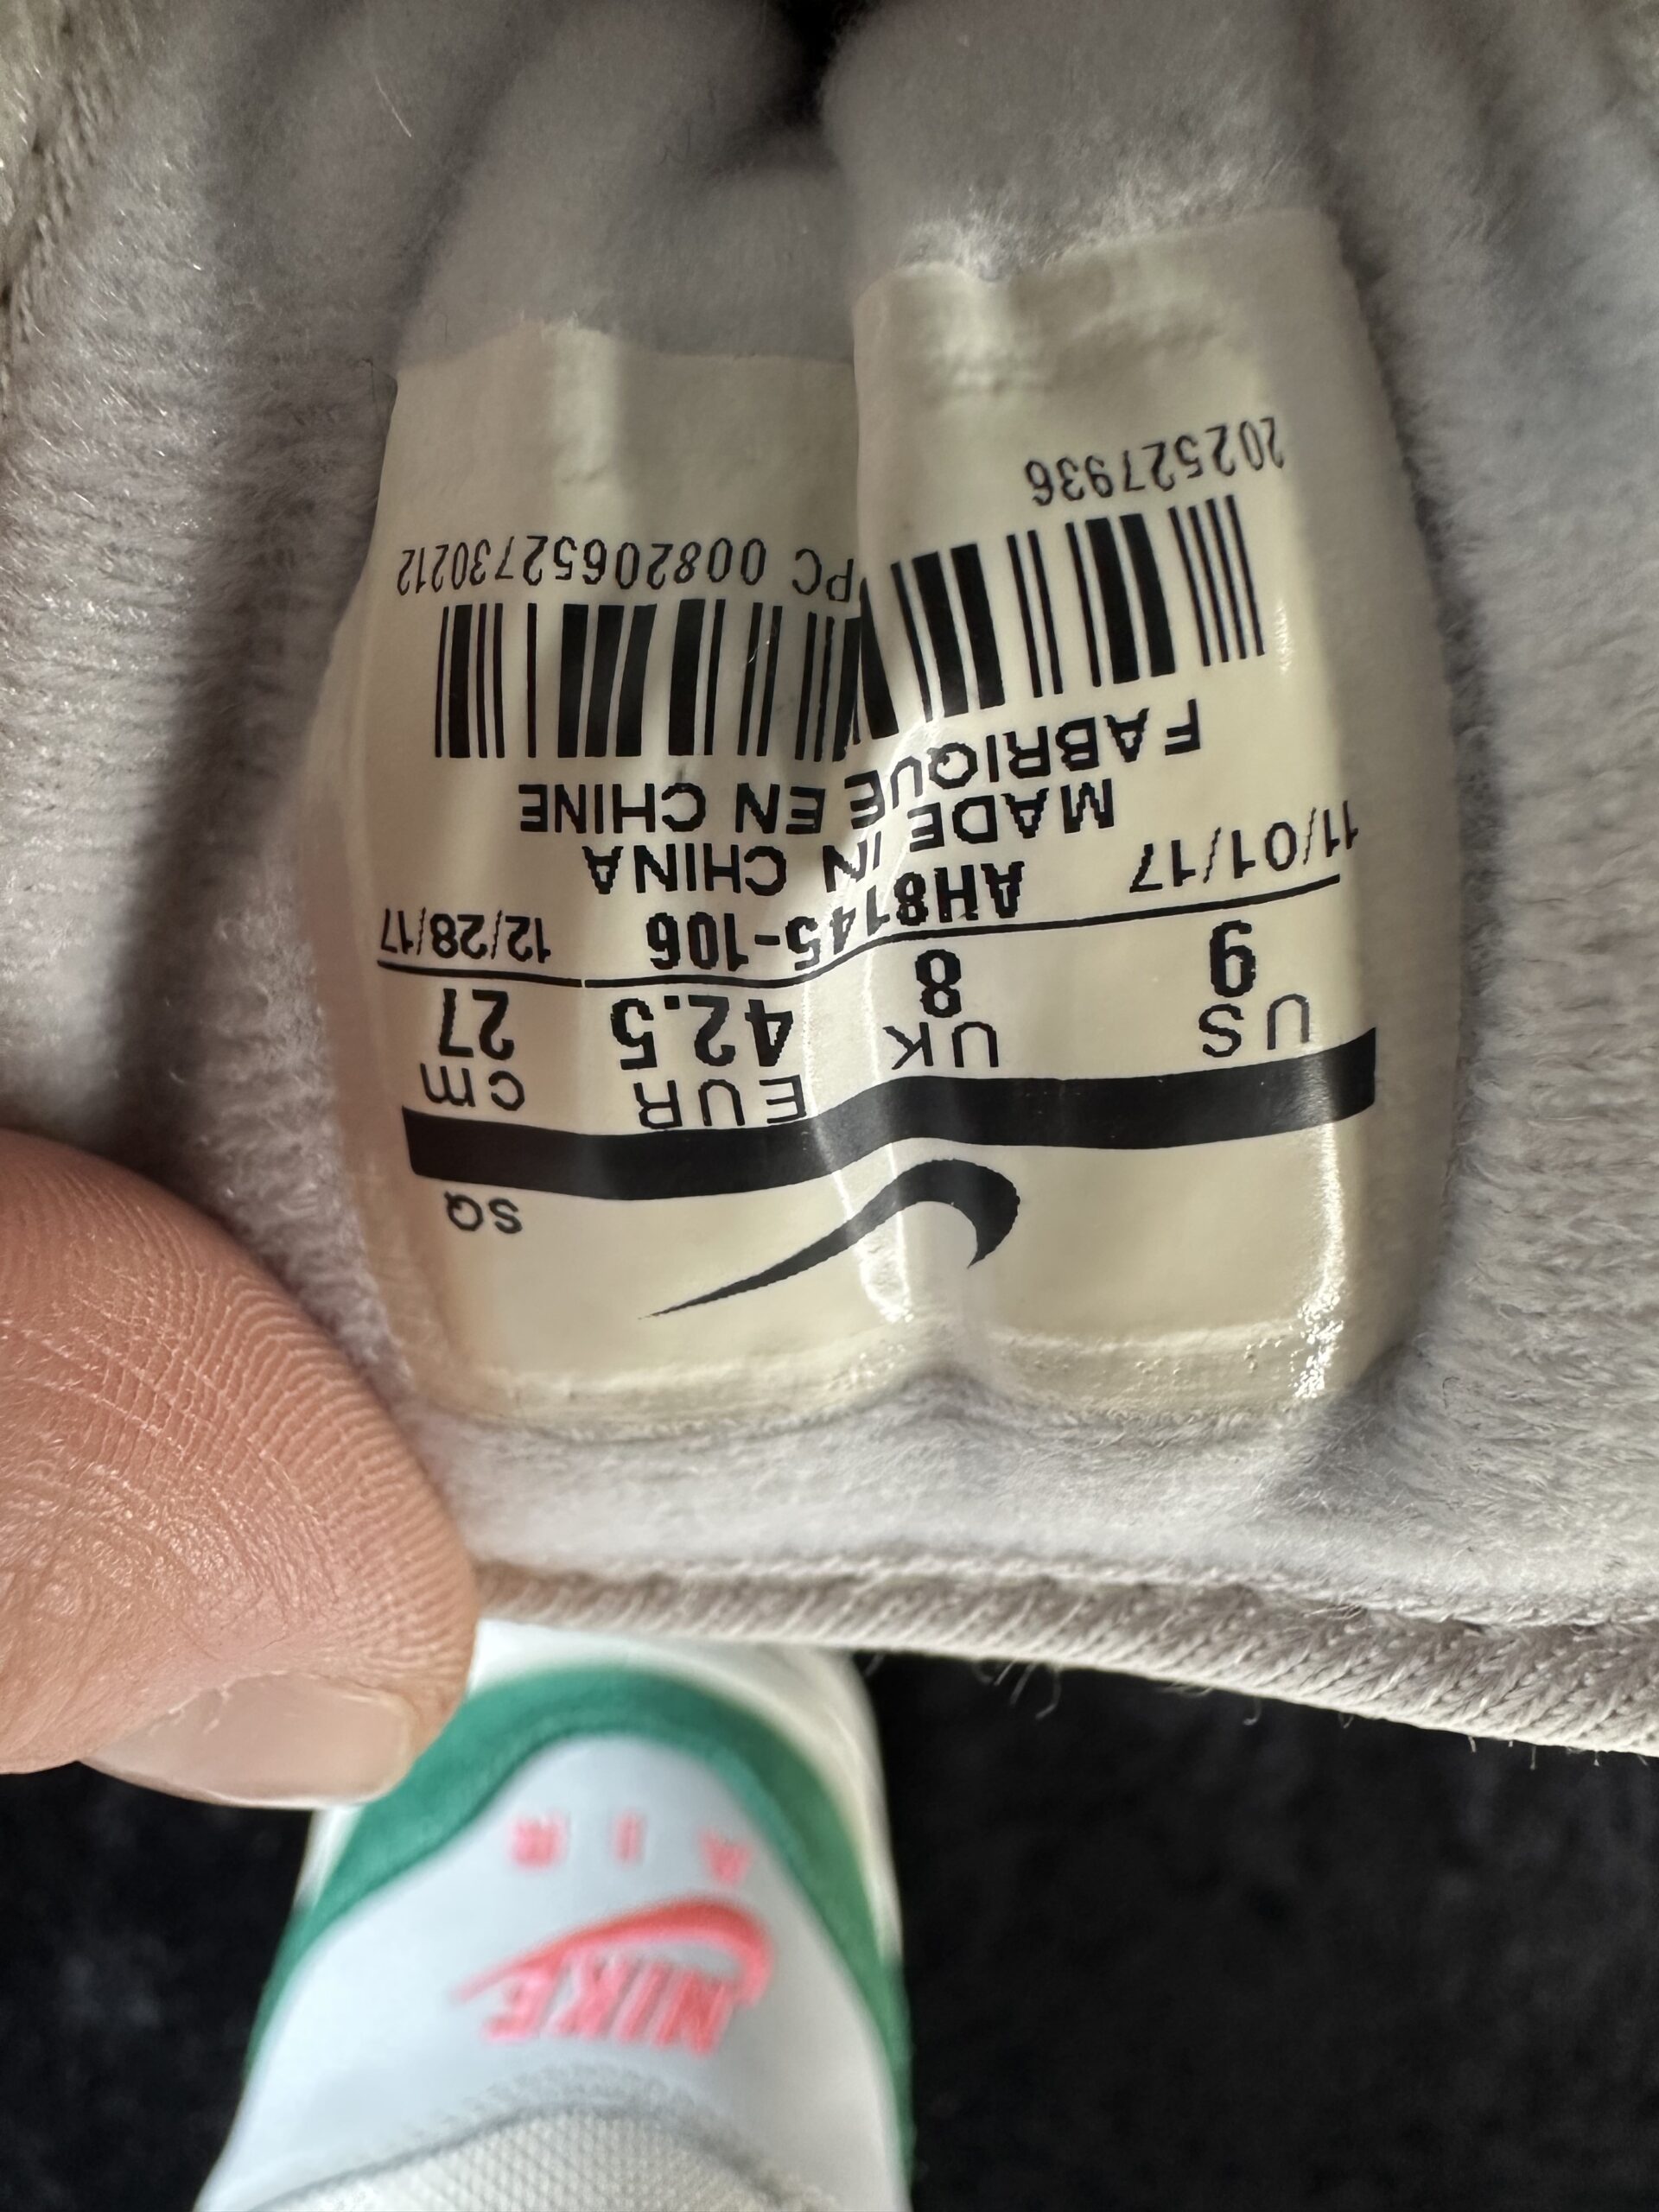 SQ
US UK EUR cm
9 8 42.5 27
11/01/17 AH8145-106 12/28/17
MADE IN CHINA
FABRIQUE EN CHINE
202527936 PC 00820652730212
NIKE
AIR